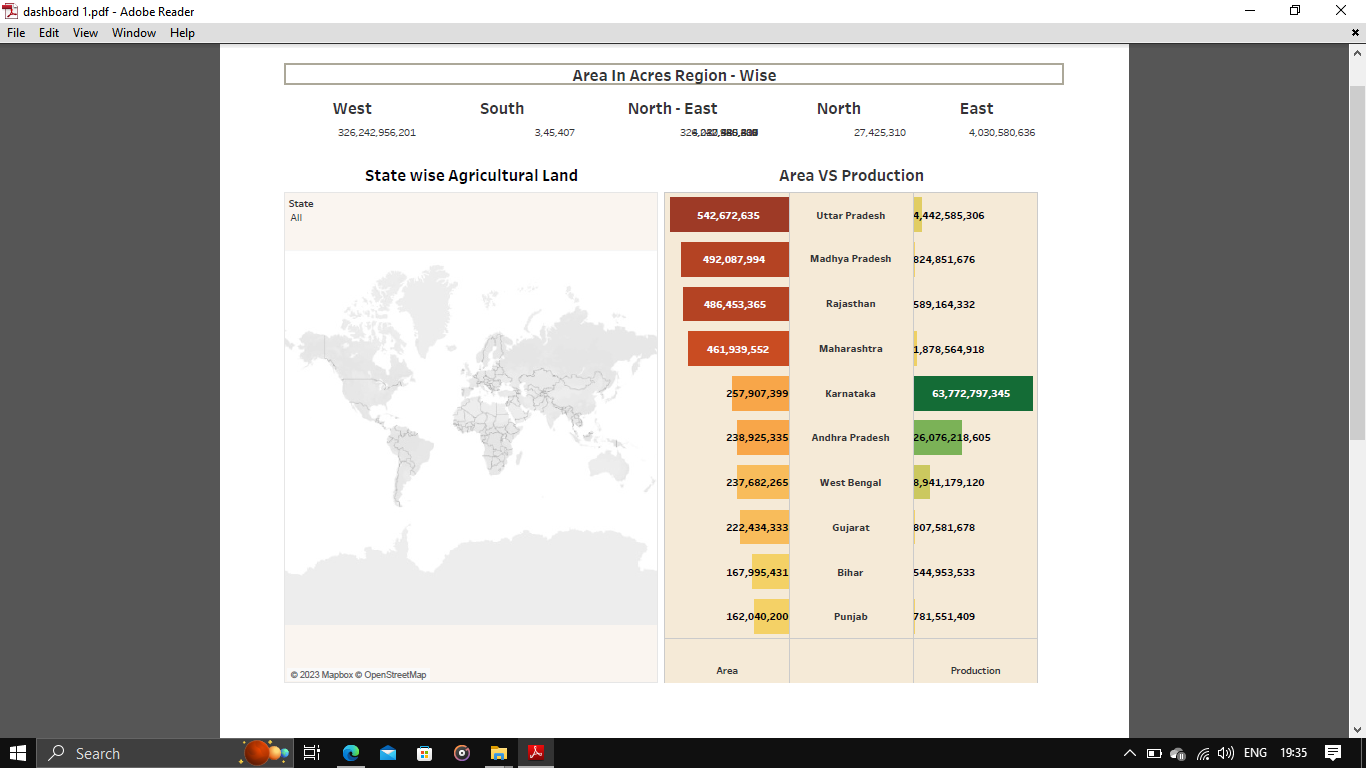 dashboard 1.pdf - Adobe Reader
File Edit View Window Help
Area In Acres Region - Wise
West South North - East North East
326,242,956,201 3,45,407 27,425,310 4,030,580,636
State wise Agricultural Land
Area VS Production
State
All
542,672,635 Uttar Pradesh 4,442,585,306
492,087,994 Madhya Pradesh 824,851,676
486,453,365 Rajasthan 589,164,332
461,939,552 Maharashtra 1,878,564,918
257,907,399 Karnataka 63,772,797,345
238,925,335 Andhra Pradesh 26,076,218,605
237,682,265 West Bengal 8,941,179,120
222,434,333 Gujarat 807,581,678
167,995,431 Bihar 544,953,533
162,040,200 Punjab 781,551,409
Area Production
© 2023 Mapbox © OpenStreetMap
Search
ENG 19:35